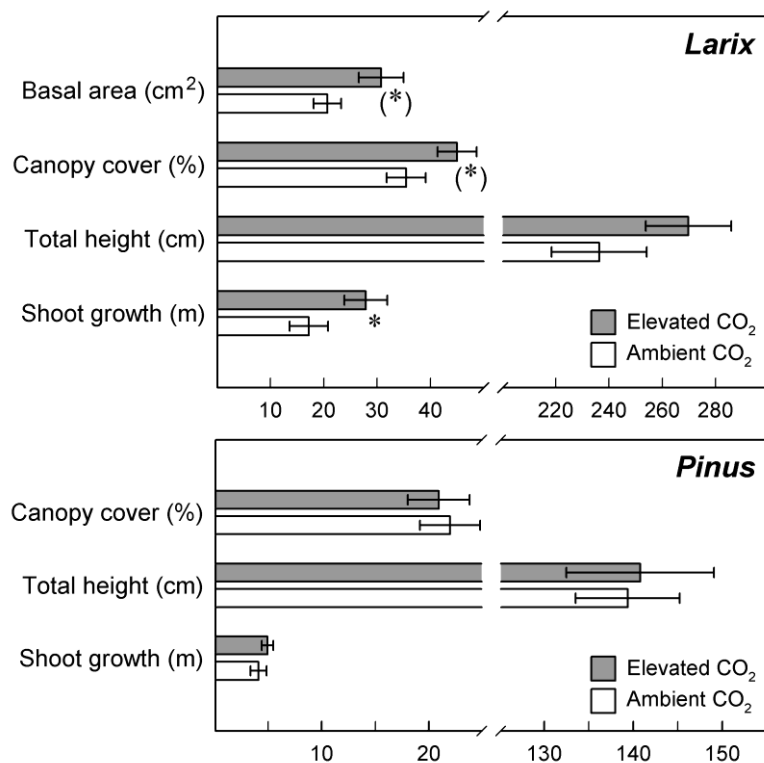 Larix
Basal area (cm²)
(*)
Canopy cover (%)
(*)
Total height (cm)
Shoot growth (m)
*
Elevated CO₂
Ambient CO₂
10 20 30 40 220 240 260 280
Pinus
Canopy cover (%)
Total height (cm)
Shoot growth (m)
Elevated CO₂
Ambient CO₂
10 20 130 140 150